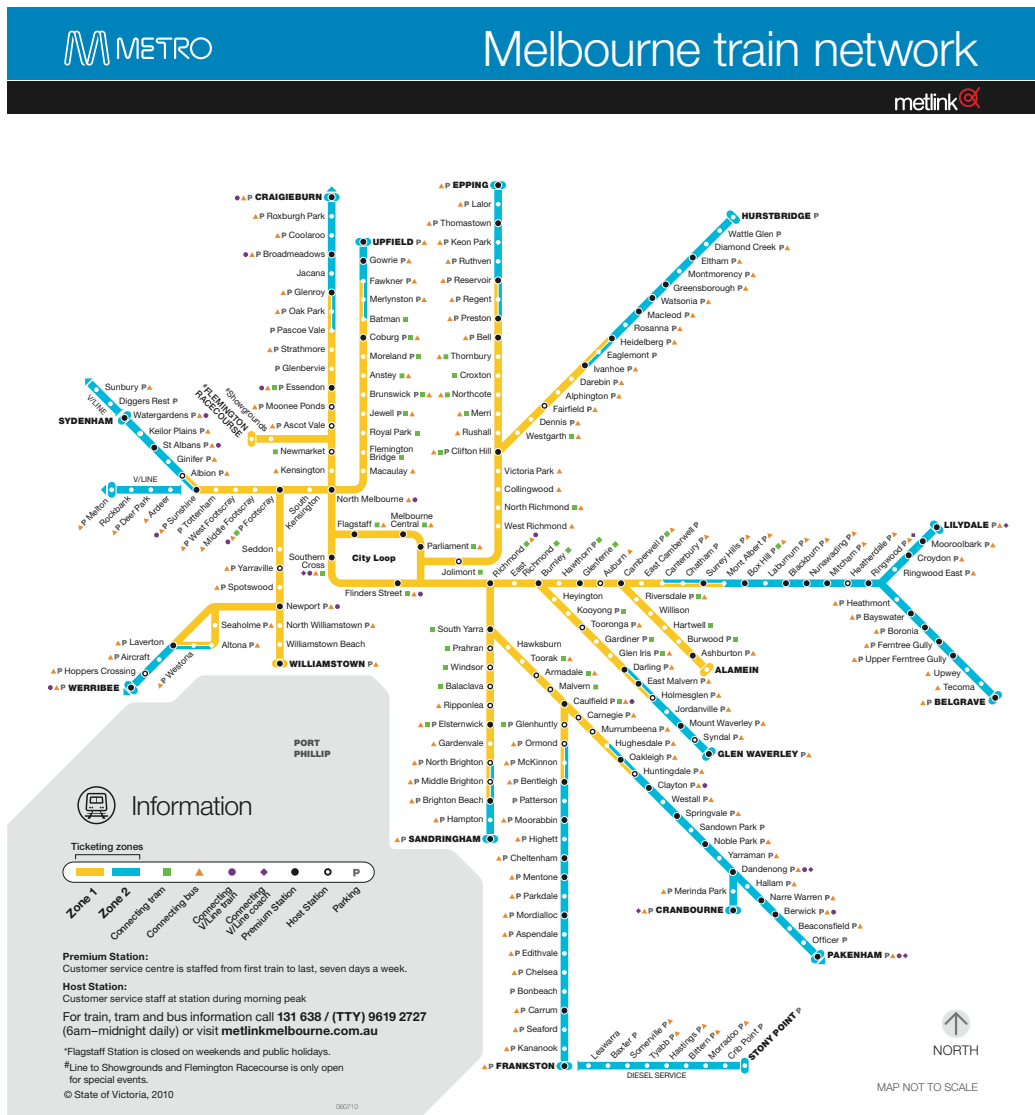 METRO
Melbourne train network
metlink
P CRAIGIEBURN
P Roxburgh Park
P Coolaroo
P Broadmeadows
Jacana
P Glenroy
P Oak Park
P Pascoe Vale
P Strathmore
P Glenbervie
P Essendon
P Moonee Ponds
P Ascot Vale
Newmarket
Kensington
#Showgrounds
#FLEMINGTON
RACECOURSE
UPFIELD P
Gowrie P
Fawkner P
Merlynston P
Batman
Coburg P
Moreland P
Anstey
Brunswick P
Jewell P
Royal Park
Flemington
Bridge
Macaulay
P EPPING
P Lalor
P Thomastown
P Keon Park
P Ruthven
P Reservoir
P Regent
P Preston
P Bell
Thornbury
Croxton
Northcote
Merri
Rushall
P Clifton Hill
Victoria Park
Collingwood
North Richmond
West Richmond
HURSTBRIDGE P
Wattle Glen P
Diamond Creek P
Eltham P
Montmorency P
Greensborough P
Watsonia P
Macleod P
Rosanna P
Heidelberg P
Eaglemont P
Ivanhoe P
Darebin P
Alphington P
Fairfield P
Dennis P
Westgarth
Sunbury P
Diggers Rest P
Watergardens P
V/LINE
SYDENHAM
Keilor Plains P
St Albans P
Ginifer P
Albion P
V/LINE
P Melton
Rockbank
P Deer Park
Ardeer
P Sunshine
P Tottenham
P West Footscray
P Middle Footscray
P Footscray
South
Kensington
North Melbourne
Flagstaff
Melbourne
Central
Parliament
City Loop
Southern
Cross
Jolimont
Flinders Street
Seddon
P Yarraville
P Spotswood
Newport P
North Williamstown P
Williamstown Beach
WILLIAMSTOWN P
Seaholme P
Altona P
P Westona
P Laverton
P Aircraft
P Hoppers Crossing
P WERRIBEE
Richmond
East
Richmond
Burnley
Hawthorn P
Glenferrie
Auburn
Camberwell P
East Camberwell P
Canterbury P
Chatham P
Surrey Hills P
Mont Albert P
Box Hill P
Laburnum P
Blackburn P
Nunawading P
Mitcham P
Heatherdale P
Ringwood P
LILYDALE P
Mooroolbark P
Croydon P
Ringwood East P
P Heathmont
P Bayswater
P Boronia
P Ferntree Gully
P Upper Ferntree Gully
Upwey
Tecoma
P BELGRAVE
Riversdale P
Willison
Hartwell
Burwood P
Ashburton P
ALAMEIN
Heyington
Kooyong P
Tooronga P
Gardiner P
Glen Iris P
Darling P
East Malvern P
Holmesglen
Jordanville P
Mount Waverley P
Syndal P
GLEN WAVERLEY P
South Yarra
Prahran
Windsor
Balaclava
Ripponlea
P Elsternwick
Gardenvale
P North Brighton
P Middle Brighton
P Brighton Beach
P Hampton
P SANDRINGHAM
Hawksburn
Toorak
Armadale
Malvern
Caulfield P
Carnegie P
Murrumbeena P
Hughesdale P
Oakleigh P
Huntingdale P
Clayton P
Westall P
Springvale P
Sandown Park P
Noble Park P
Yarraman P
Dandenong P
P Merinda Park
P CRANBOURNE
Hallam P
Narre Warren P
Berwick P
Beaconsfield P
Officer P
PAKENHAM P
P Glenhuntly
P Ormond
P McKinnon
P Bentleigh
P Patterson
P Moorabbin
P Highett
P Cheltenham
P Mentone
P Parkdale
P Mordialloc
P Aspendale
P Edithvale
P Chelsea
P Bonbeach
P Carrum
P Seaford
P Kananook
P FRANKSTON
Leawarra
Baxter P
Somerville P
Tyabb P
Hastings P
Bittern P
Morradoo P
Crib Point P
STONY POINT P
DIESEL SERVICE
PORT
PHILLIP
Information
Ticketing zones
Zone 1
Zone 2
Connecting tram
Connecting bus
Connecting
V/Line train
Connecting
V/Line coach
Premium Station
Host Station
P
Parking
Premium Station:
Customer service centre is staffed from first train to last, seven days a week.
Host Station:
Customer service staff at station during morning peak
For train, tram and bus information call 131 638 / (TTY) 9619 2727
(6am–midnight daily) or visit metlinkmelbourne.com.au
*Flagstaff Station is closed on weekends and public holidays.
#Line to Showgrounds and Flemington Racecourse is only open
for special events.
© State of Victoria, 2010
060710
NORTH
MAP NOT TO SCALE